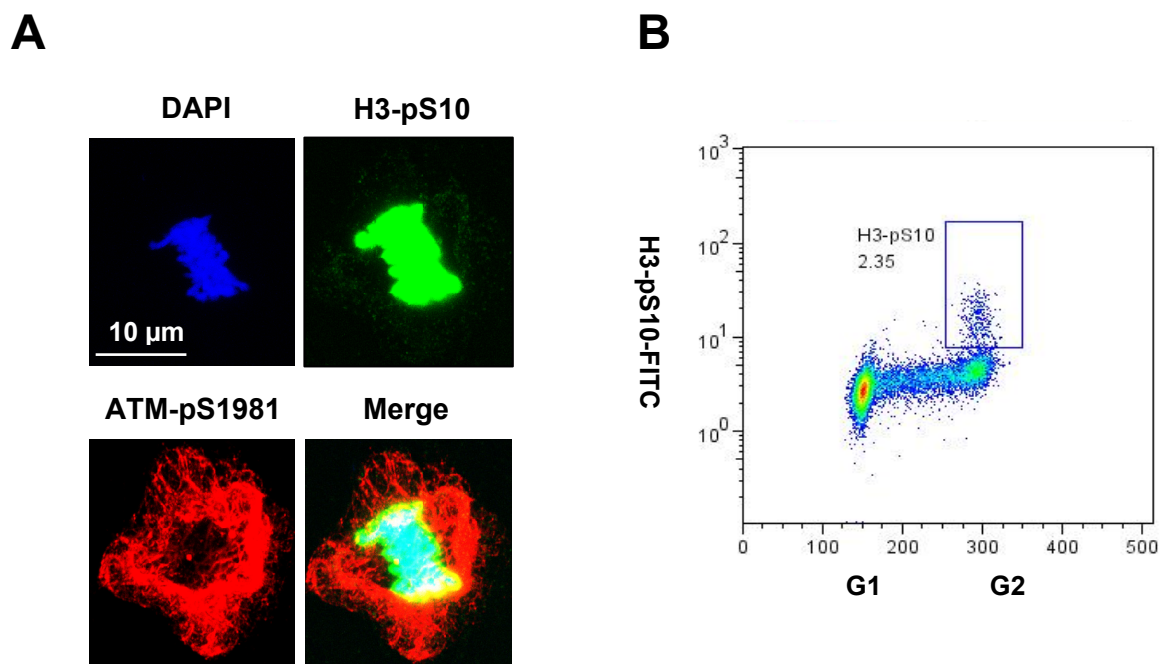 A
B
DAPI
H3-pS10
10 µm
ATM-pS1981
Merge
H3-pS10-FITC
10³
10²
10¹
10⁰
H3-pS10
2.35
0
100
200
300
400
500
G1
G2